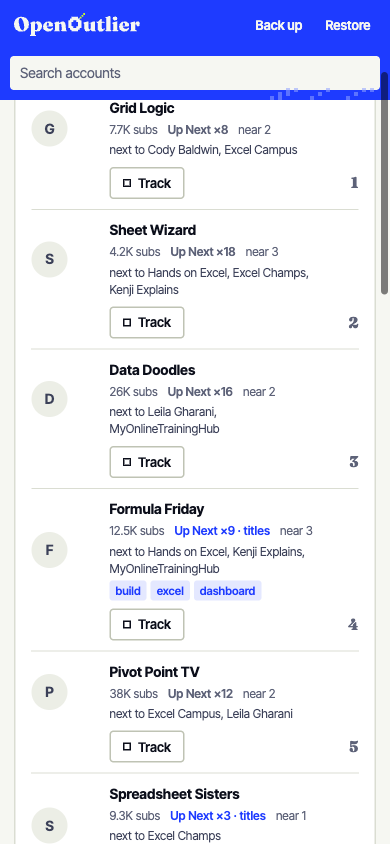 OpenOutlier
Back up
Restore
Search accounts
G
Grid Logic
7.7K subs Up Next ×8 near 2
next to Cody Baldwin, Excel Campus
Track
1
S
Sheet Wizard
4.2K subs Up Next ×18 near 3
next to Hands on Excel, Excel Champs,
Kenji Explains
Track
2
D
Data Doodles
26K subs Up Next ×16 near 2
next to Leila Gharani,
MyOnlineTrainingHub
Track
3
F
Formula Friday
12.5K subs Up Next ×9 · titles near 3
next to Hands on Excel, Kenji Explains,
MyOnlineTrainingHub
build excel dashboard
Track
4
P
Pivot Point TV
38K subs Up Next ×12 near 2
next to Excel Campus, Leila Gharani
Track
5
S
Spreadsheet Sisters
9.3K subs Up Next ×3 · titles near 1
next to Excel Champs